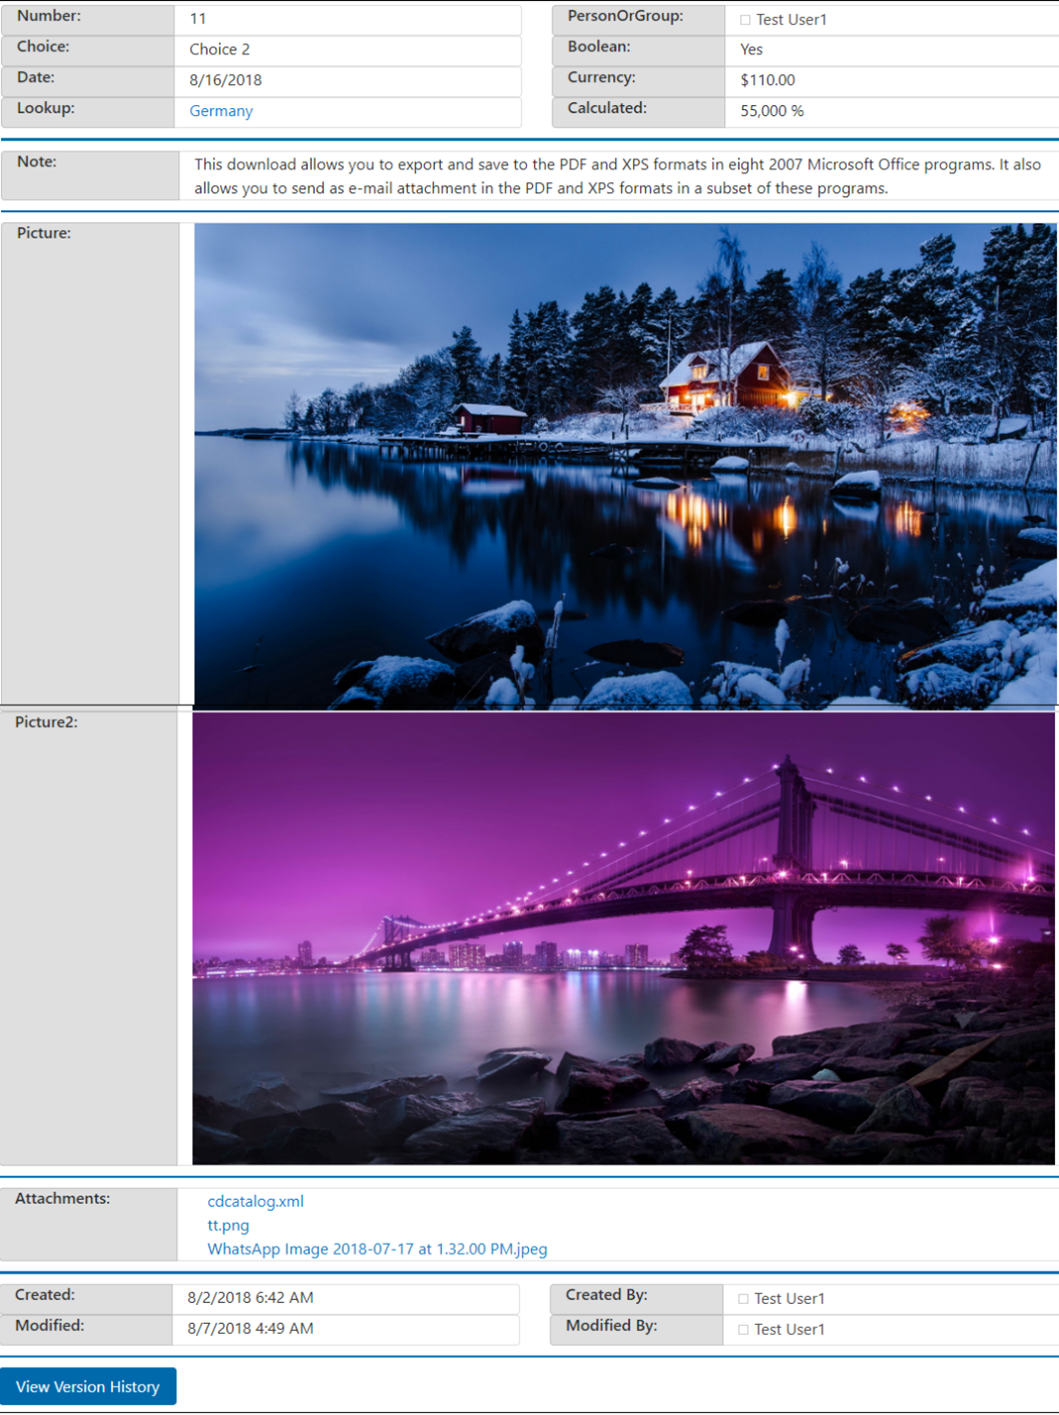 Number: 11 PersonOrGroup: Test User1
Choice: Choice 2 Boolean: Yes
Date: 8/16/2018 Currency: $110.00
Lookup: Germany Calculated: 55,000 %
Note: This download allows you to export and save to the PDF and XPS formats in eight 2007 Microsoft Office programs. It also
allows you to send as e-mail attachment in the PDF and XPS formats in a subset of these programs.
Picture:
Picture2:
Attachments: cdcatalog.xml
tt.png
WhatsApp Image 2018-07-17 at 1.32.00 PM.jpeg
Created: 8/2/2018 6:42 AM Created By: Test User1
Modified: 8/7/2018 4:49 AM Modified By: Test User1
View Version History